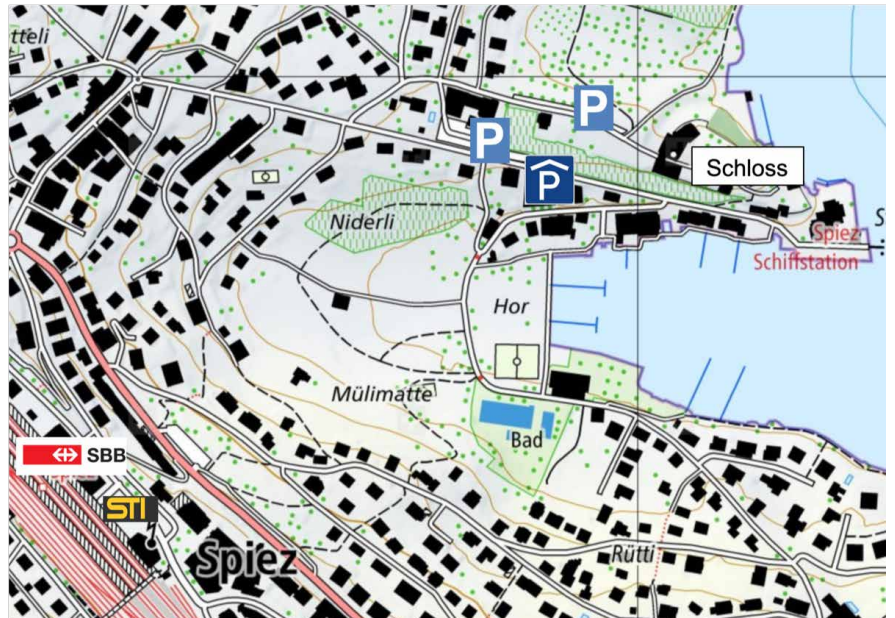 tteli
P
P
P
Schloss
Niderli
Spiez
Schiffstation
S
Hor
Mülimatte
Bad
SBB
STI
Spiez
Rütti